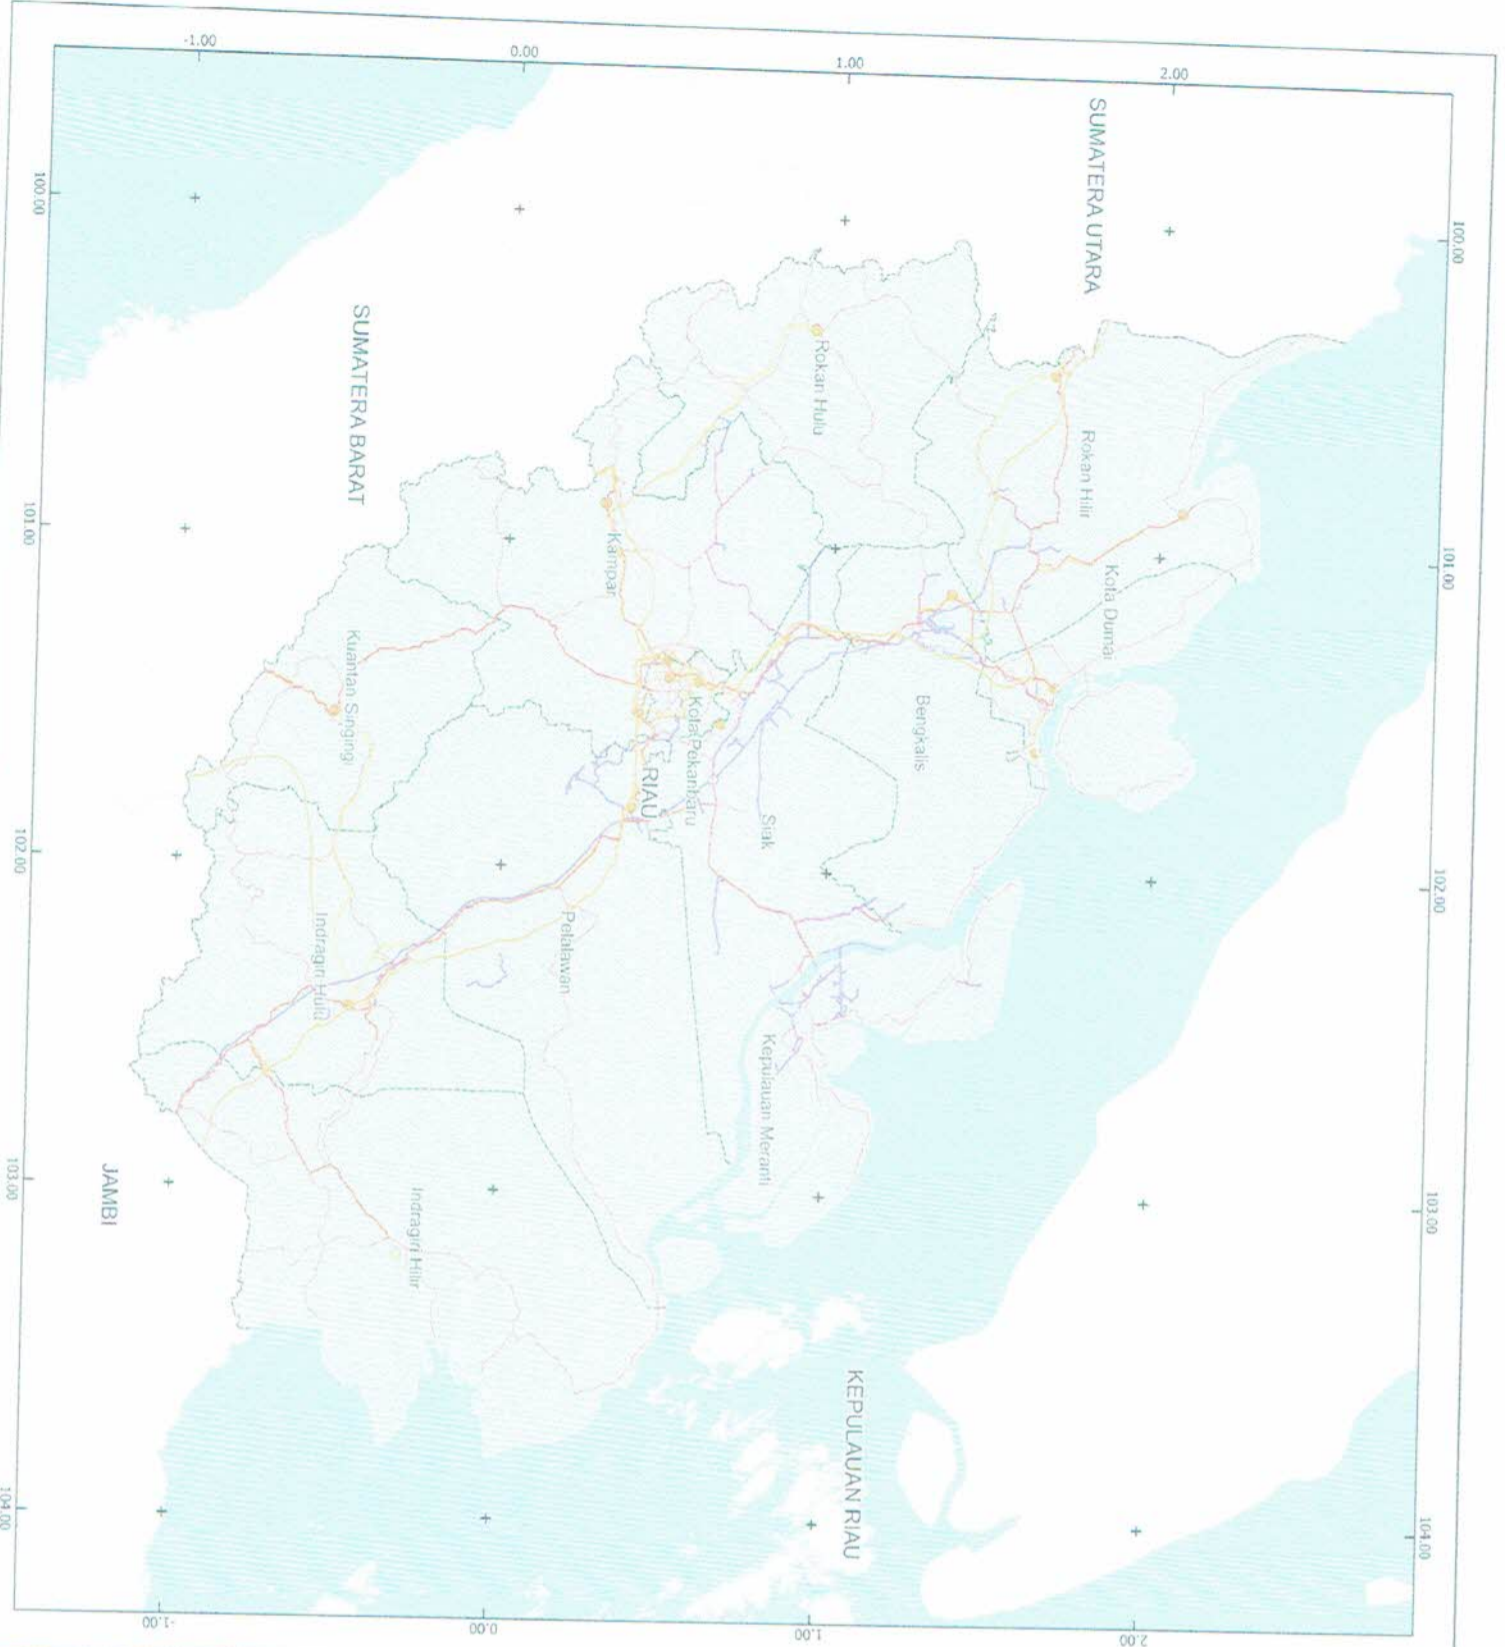 -1.00
0.00
1.00
2.00
100.00
101.00
102.00
103.00
104.00
100.00
101.00
102.00
103.00
104.00
-1.00
0.00
1.00
2.00
SUMATERA UTARA
SUMATERA BARAT
Rokan Hulu
Rokan Hilir
Kota Dumai
Kampar
Kuantan Singingi
Bengkalis
Kota Pekanbaru
RIAU
Siak
Pelalawan
Indragiri Hulu
Kepulauan Meranti
Indragiri Hilir
JAMBI
KEPULAUAN RIAU